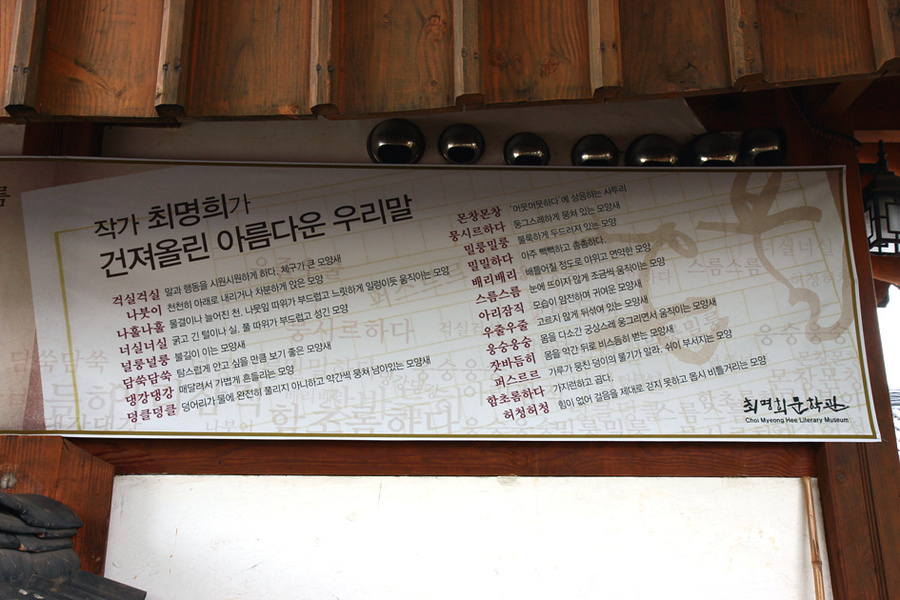 작가 최명희가
건져올린 아름다운 우리말
걱실걱실 말과 행동을 시원시원하게 하다. 체구가 큰 모양새
나붓이 천천히 아래로 내리거나 차분하게 앉은 모양
나훌나훌 물결이나 늘어진 천, 나뭇잎 따위가 부드럽고 느릿하게 일렁이듯 움직이는 모양
너실너실 굵고 긴 털이나 실, 풀 따위가 부드럽고 성긴 모양
널룽널룽 불길이 이는 모양새
담쑥담쑥 탐스럽게 안고 싶을 만큼 보기 좋은 모양새
댕강댕강 매달려서 가볍게 흔들리는 모양
덩클덩클 덩어리가 물에 완전히 풀리지 아니하고 약간씩 뭉쳐 남아있는 모양새
몬창몬창 '머뭇머뭇하다'에 상응하는 사투리
뭉시르하다 둥그스레하게 뭉쳐 있는 모양새
밀룽밀룽 불룩하게 두드러져 있는 모양
밀밀하다 아주 빽빽하고 촘촘하다.
배리배리 배틀어질 정도로 야위고 연약한 모양
스름스름 눈에 뜨이지 않게 조금씩 움직이는 모양
아리잠직 모습이 얌전하며 귀여운 모양새
우줄우줄 고르지 않게 뒤섞여 있는 모양새
웅숭웅숭 몸을 다소간 궁상스레 웅그리면서 움직이는 모양새
잣바듬히 몸을 약간 뒤로 비스듬히 받는 모양새
퍼스르르 가루가 뭉친 덩이의 물기가 말라, 쉬이 부서지는 모양
함초롬하다 가지런하고 곱다.
허청허청 힘이 없어 걸음을 제대로 걷지 못하고 몹시 비틀거리는 모양
최명희문학관
Choi Myeong Hee Literary Museum